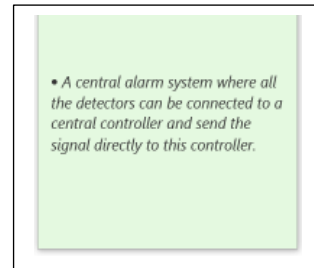 • A central alarm system where all
the detectors can be connected to a
central controller and send the
signal directly to this controller.